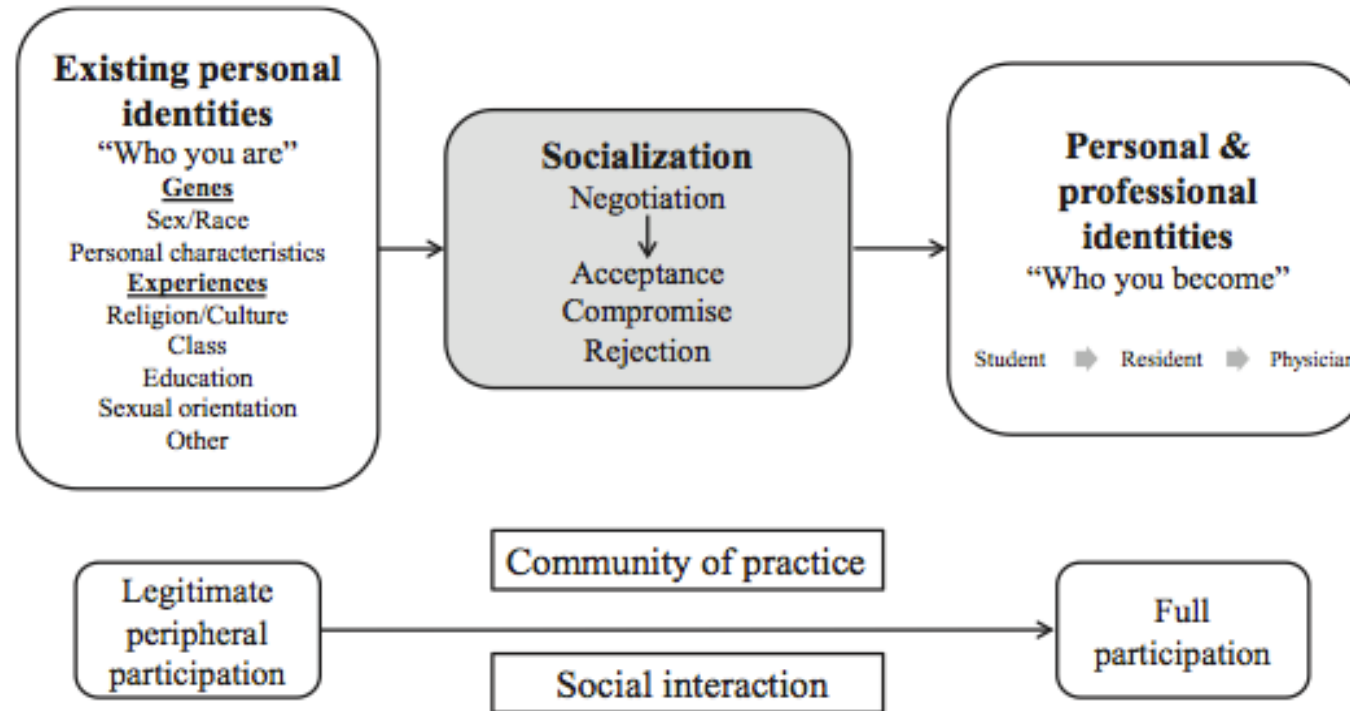 Existing personal
identities
“Who you are”
Genes
Sex/Race
Personal characteristics
Experiences
Religion/Culture
Class
Education
Sexual orientation
Other
Socialization
Negotiation
Acceptance
Compromise
Rejection
Personal &
professional
identities
“Who you become”
Student Resident Physician
Legitimate
peripheral
participation
Community of practice
Social interaction
Full
participation